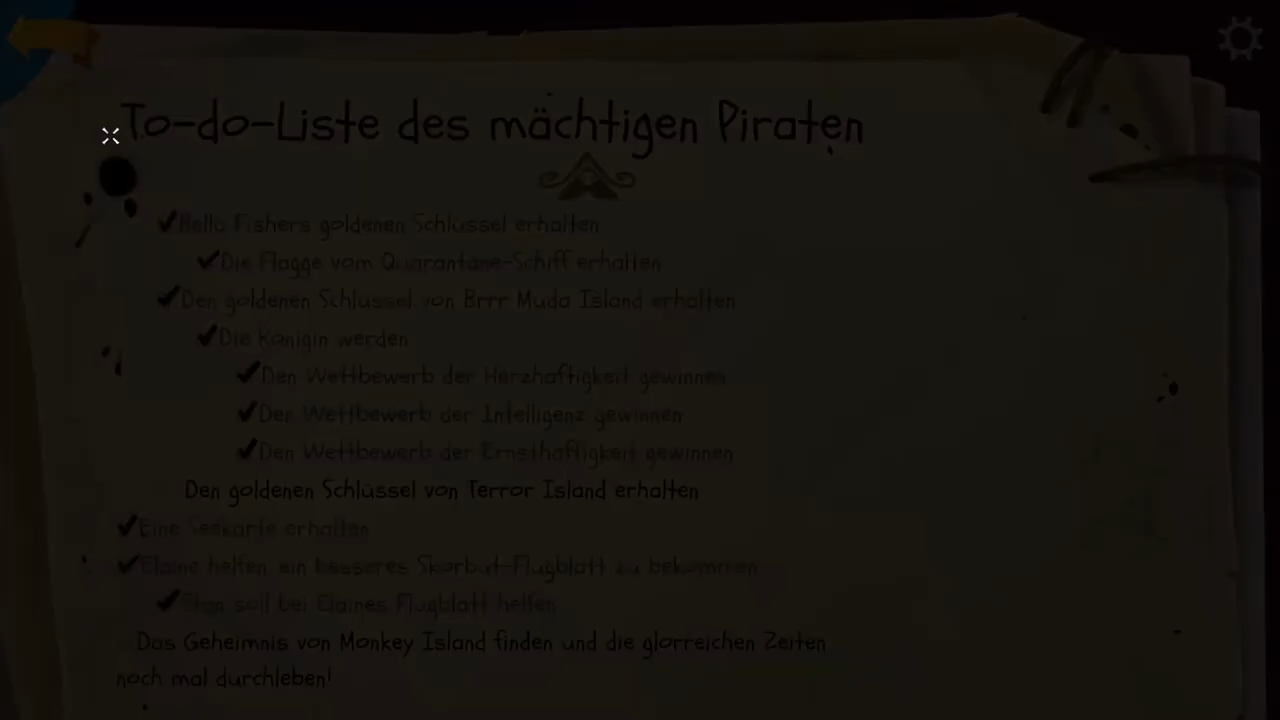 To-do-Liste des mächtigen Piraten
Bella Fishers goldenen Schlüssel erhalten
Die Flagge vom Quarantäne-Schiff erhalten
Den goldenen Schlüssel von Brrr Muda Island erhalten
Die Königin werden
Den Wettbewerb der Herzhaftigkeit gewinnen
Den Wettbewerb der Intelligenz gewinnen
Den Wettbewerb der Ernsthaftigkeit gewinnen
Den goldenen Schlüssel von Terror Island erhalten
Eine Seekarte erhalten
Elaine helfen, ein besseres Skorbut-Flugblatt zu bekommen
Stan soll bei Elaines Flugblatt helfen
Das Geheimnis von Monkey Island finden und die glorreichen Zeiten
noch mal durchleben!